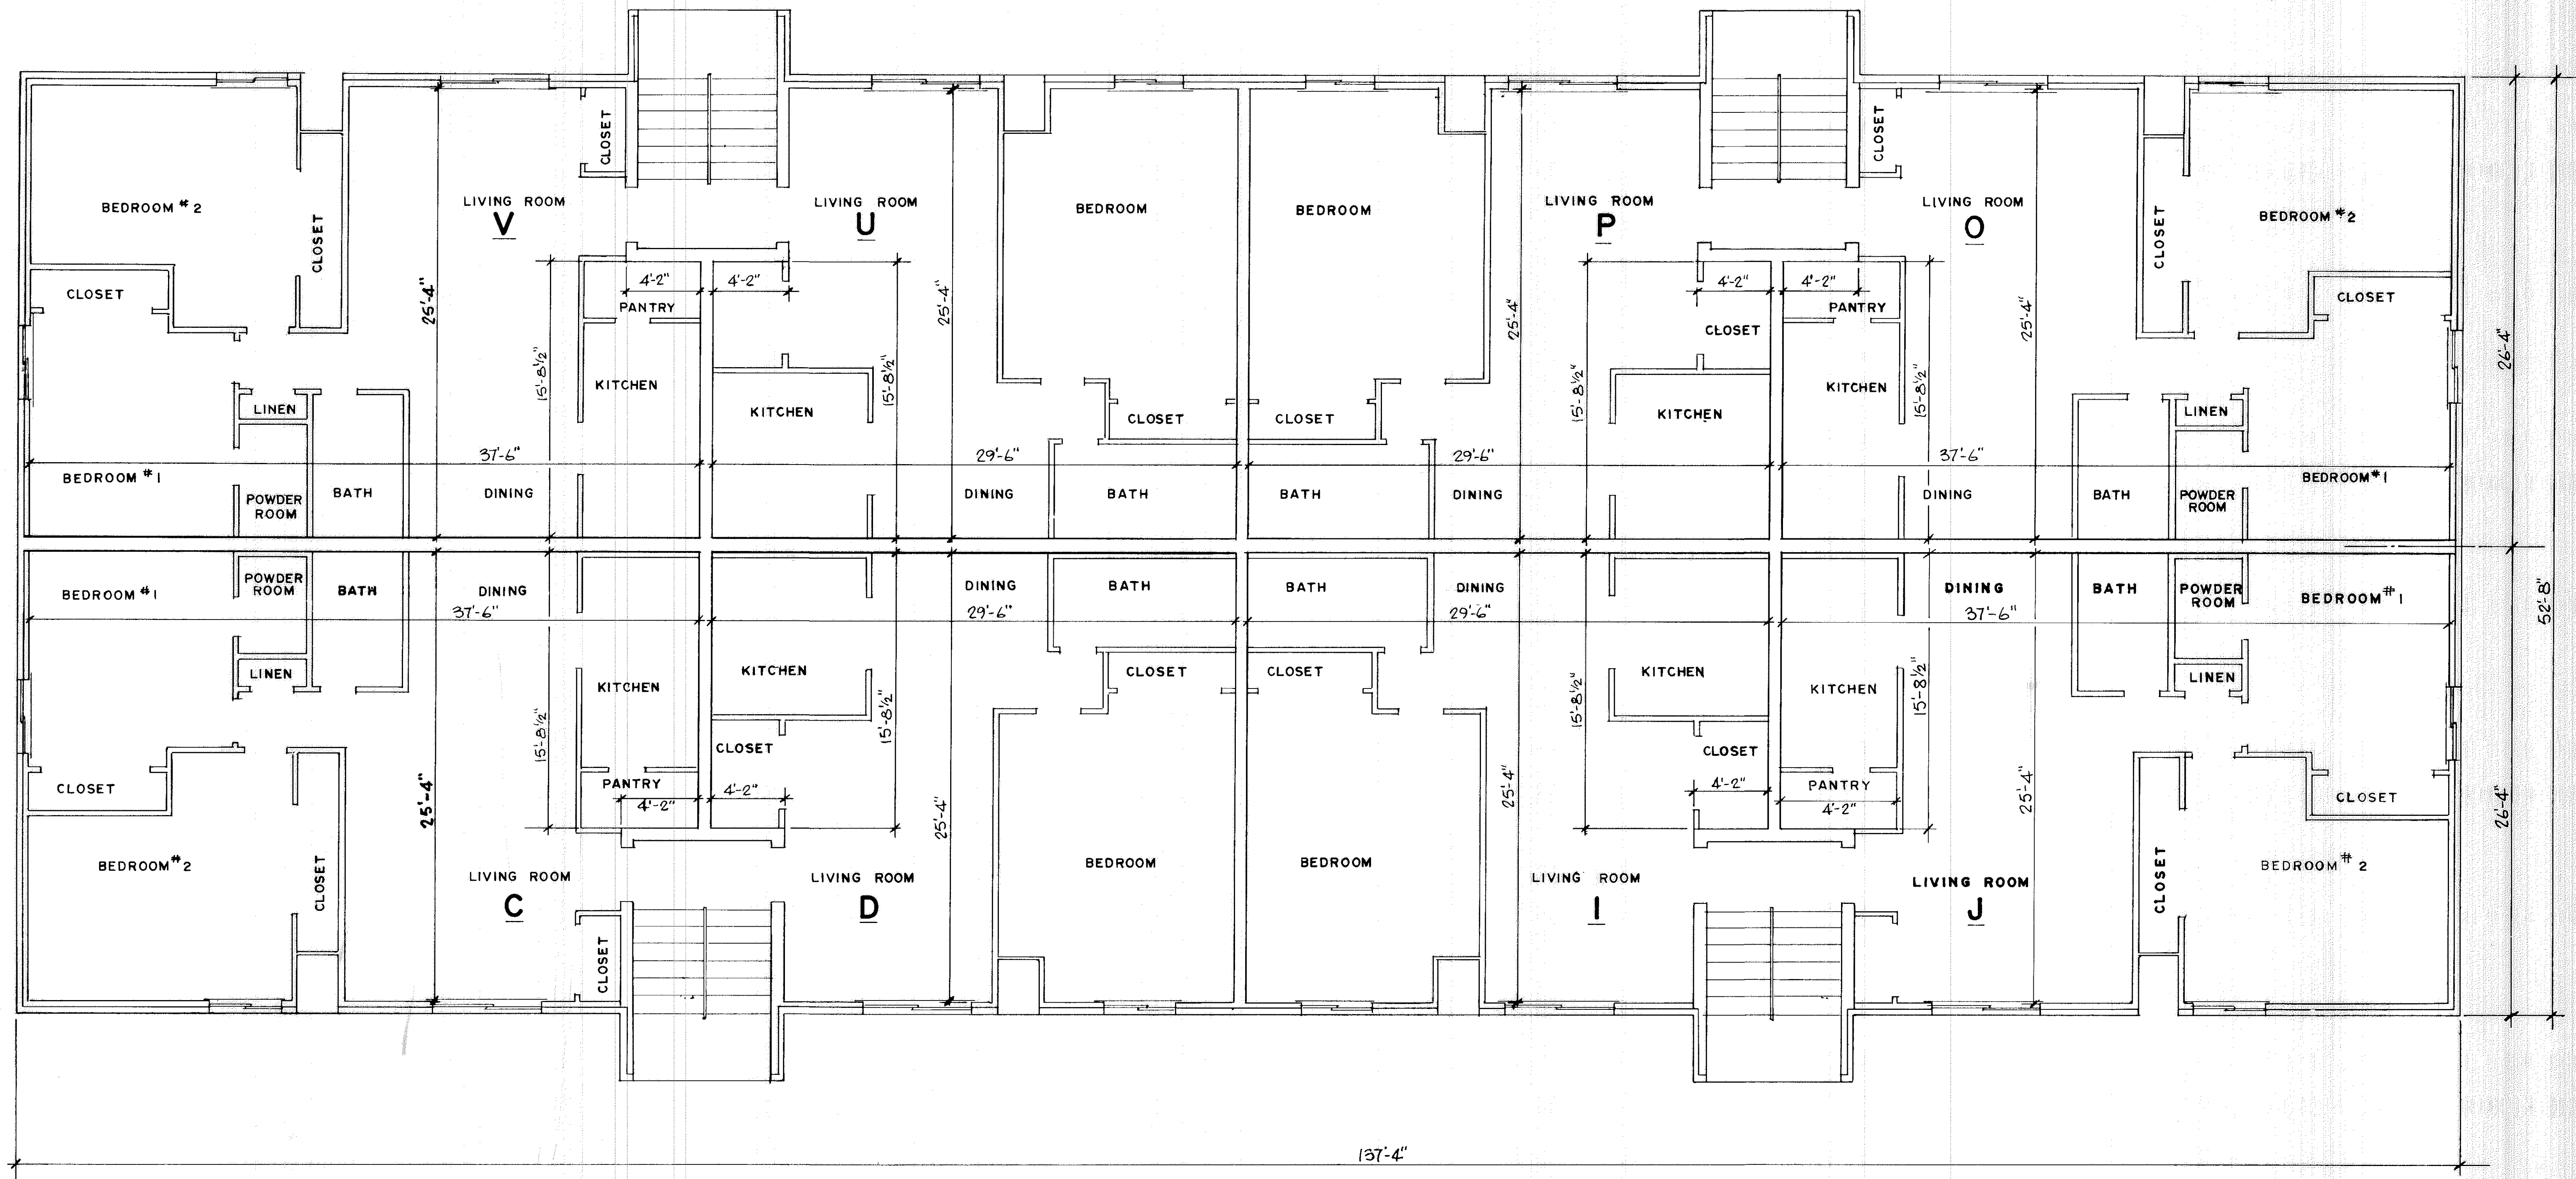 CLOSET
CLOSET
BEDROOM #2
CLOSET
LIVING ROOM
V
LIVING ROOM
U
BEDROOM
BEDROOM
LIVING ROOM
P
LIVING ROOM
O
CLOSET
BEDROOM #2
CLOSET
4'-2"
4'-2"
PANTRY
4'-2"
4'-2"
PANTRY
CLOSET
CLOSET
25'-4"
25'-4"
25'-4"
25'-4"
26'-4"
15'-8½"
KITCHEN
15'-8½"
15'-8½"
KITCHEN
15'-8½"
LINEN
KITCHEN
CLOSET
CLOSET
KITCHEN
LINEN
37'-6"
29'-6"
29'-6"
37'-6"
BEDROOM #1
POWDER
ROOM
BATH
DINING
DINING
BATH
BATH
DINING
DINING
BATH
POWDER
ROOM
BEDROOM #1
BEDROOM #1
POWDER
ROOM
BATH
DINING
DINING
BATH
BATH
DINING
DINING
BATH
POWDER
ROOM
BEDROOM #1
52'-8"
37'-6"
29'-6"
29'-6"
37'-6"
LINEN
KITCHEN
KITCHEN
CLOSET
CLOSET
KITCHEN
KITCHEN
LINEN
15'-8½"
15'-8½"
15'-8½"
15'-8½"
CLOSET
CLOSET
CLOSET
PANTRY
4'-2"
4'-2"
4'-2"
PANTRY
4'-2"
CLOSET
25'-4"
25'-4"
25'-4"
25'-4"
26'-4"
BEDROOM #2
CLOSET
LIVING ROOM
C
LIVING ROOM
D
BEDROOM
BEDROOM
LIVING ROOM
I
LIVING ROOM
J
CLOSET
BEDROOM #2
CLOSET
137'-4"